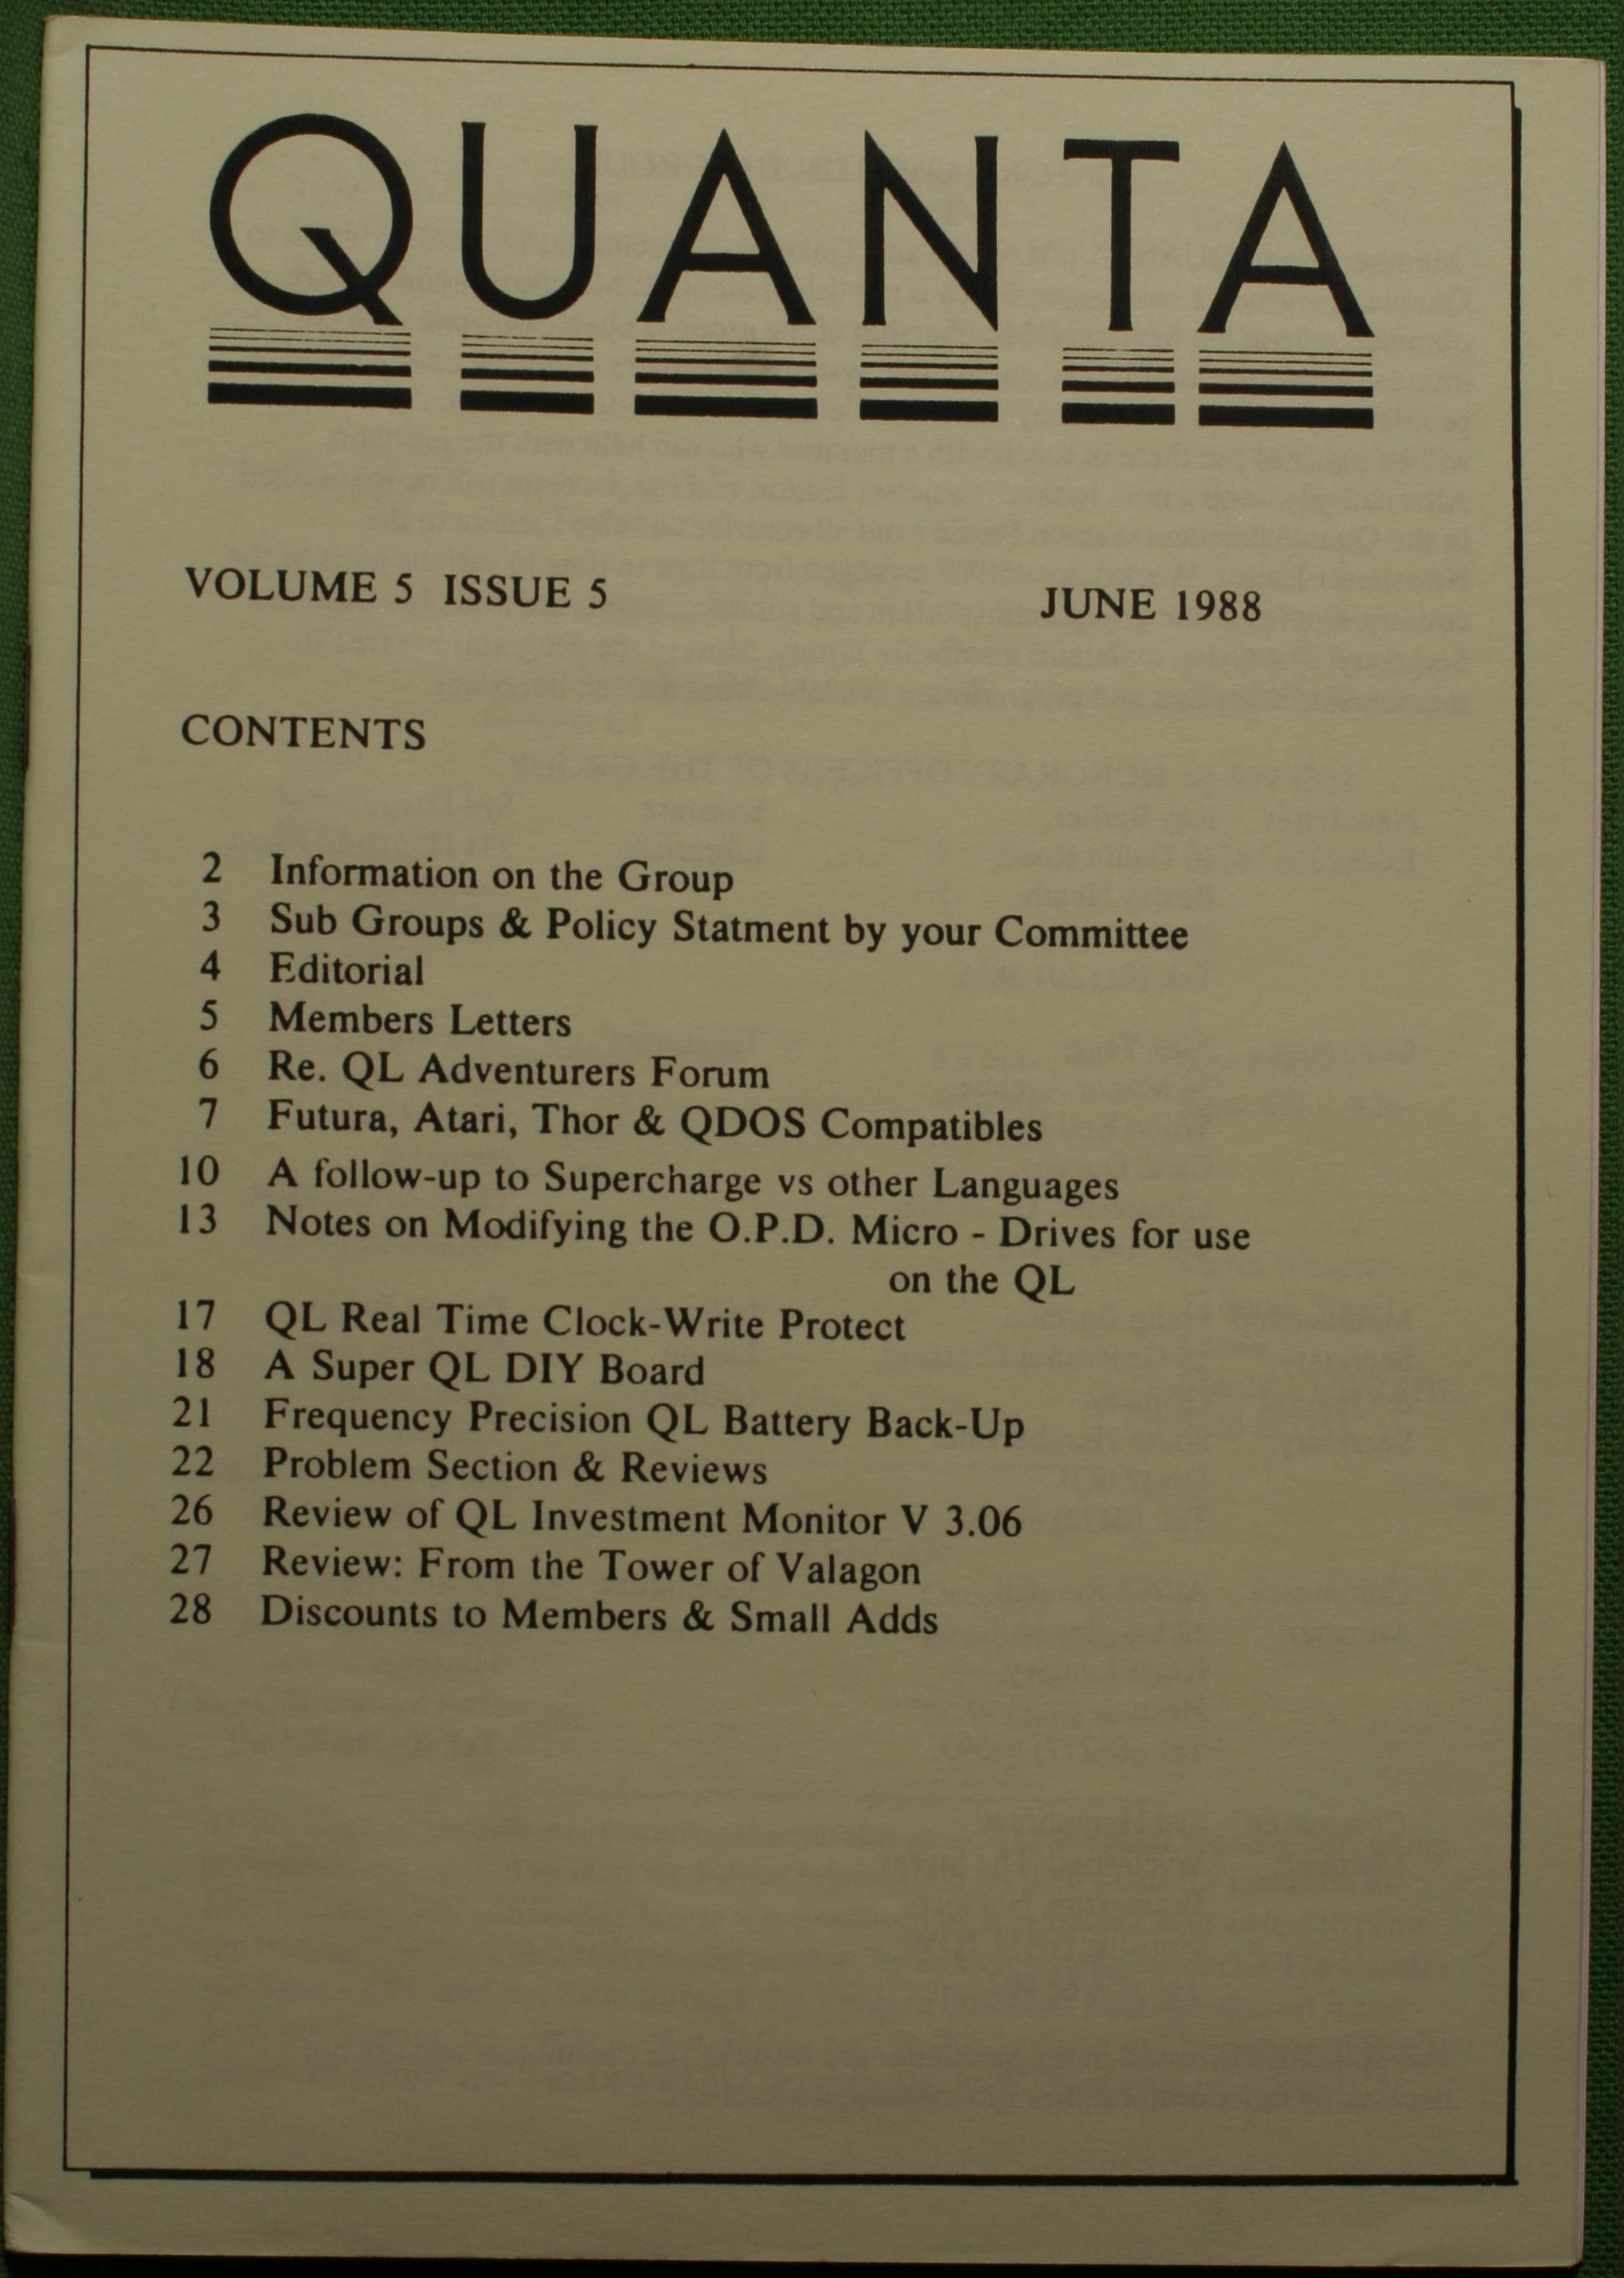 QUANTA
VOLUME 5 ISSUE 5 JUNE 1988
CONTENTS
2 Information on the Group
3 Sub Groups & Policy Statment by your Committee
4 Editorial
5 Members Letters
6 Re. QL Adventurers Forum
7 Futura, Atari, Thor & QDOS Compatibles
10 A follow-up to Supercharge vs other Languages
13 Notes on Modifying the O.P.D. Micro - Drives for use
on the QL
17 QL Real Time Clock-Write Protect
18 A Super QL DIY Board
21 Frequency Precision QL Battery Back-Up
22 Problem Section & Reviews
26 Review of QL Investment Monitor V 3.06
27 Review: From the Tower of Valagon
28 Discounts to Members & Small Adds